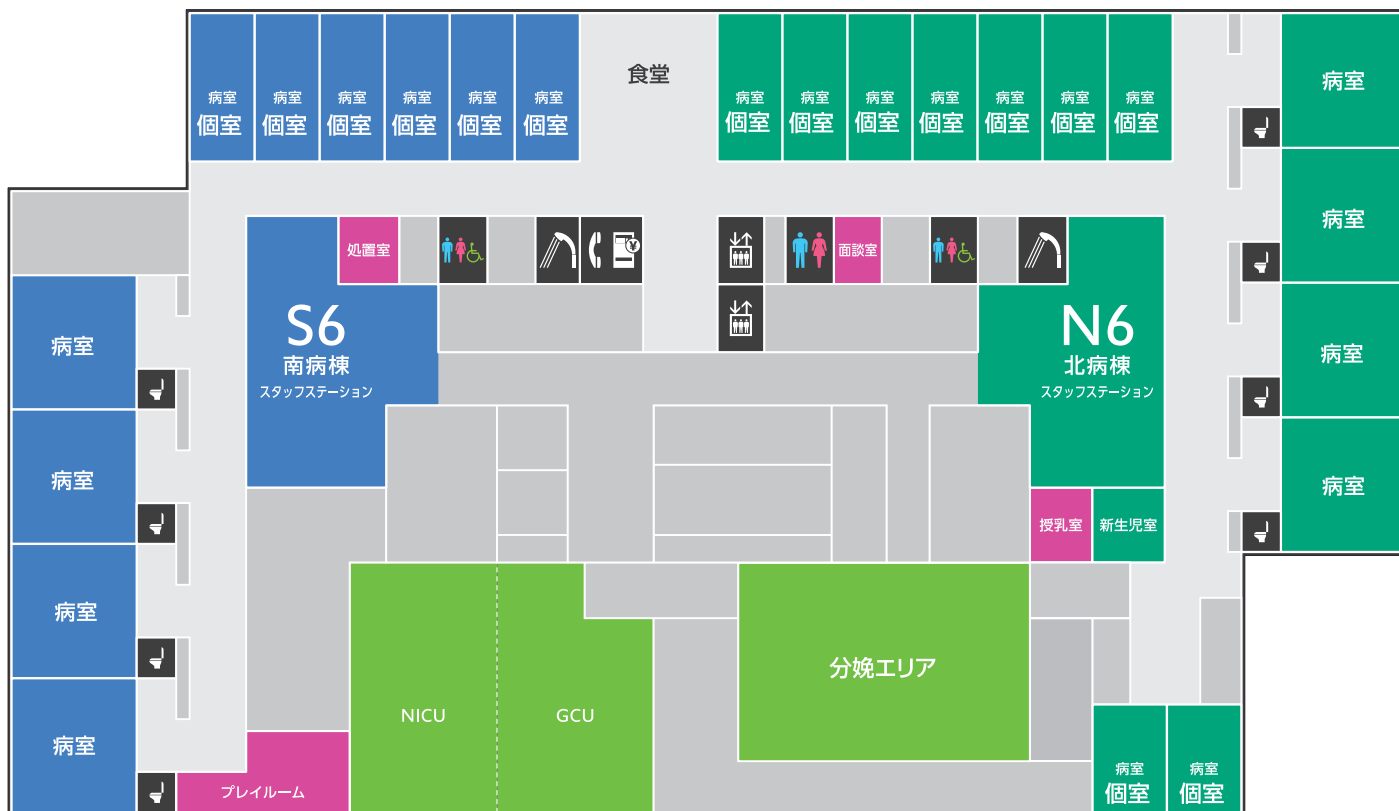 病室
個室
病室
個室
病室
個室
病室
個室
病室
個室
病室
個室
食堂
病室
個室
病室
個室
病室
個室
病室
個室
病室
個室
病室
個室
病室
個室
病室
病室
病室
病室
処置室
¥
面談室
S6
南病棟
スタッフステーション
N6
北病棟
スタッフステーション
病室
病室
病室
病室
授乳室
新生児室
NICU
GCU
分娩エリア
プレイルーム
病室
個室
病室
個室